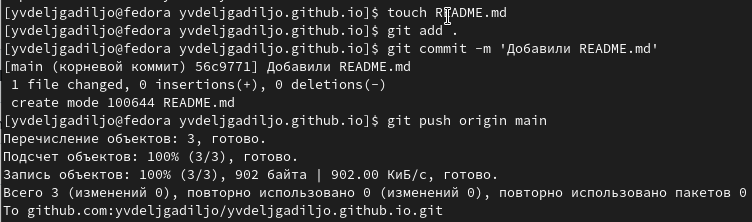 [yvdeljgadiljo@fedora yvdeljgadiljo.github.io]$ touch README.md
[yvdeljgadiljo@fedora yvdeljgadiljo.github.io]$ git add .
[yvdeljgadiljo@fedora yvdeljgadiljo.github.io]$ git commit -m 'Добавили README.md'
[main (корневой коммит) 56c9771] Добавили README.md
 1 file changed, 0 insertions(+), 0 deletions(-)
 create mode 100644 README.md
[yvdeljgadiljo@fedora yvdeljgadiljo.github.io]$ git push origin main
Перечисление объектов: 3, готово.
Подсчет объектов: 100% (3/3), готово.
Запись объектов: 100% (3/3), 902 байта | 902.00 КиБ/с, готово.
Всего 3 (изменений 0), повторно использовано 0 (изменений 0), повторно использовано пакетов 0
To github.com:yvdeljgadiljo/yvdeljgadiljo.github.io.git